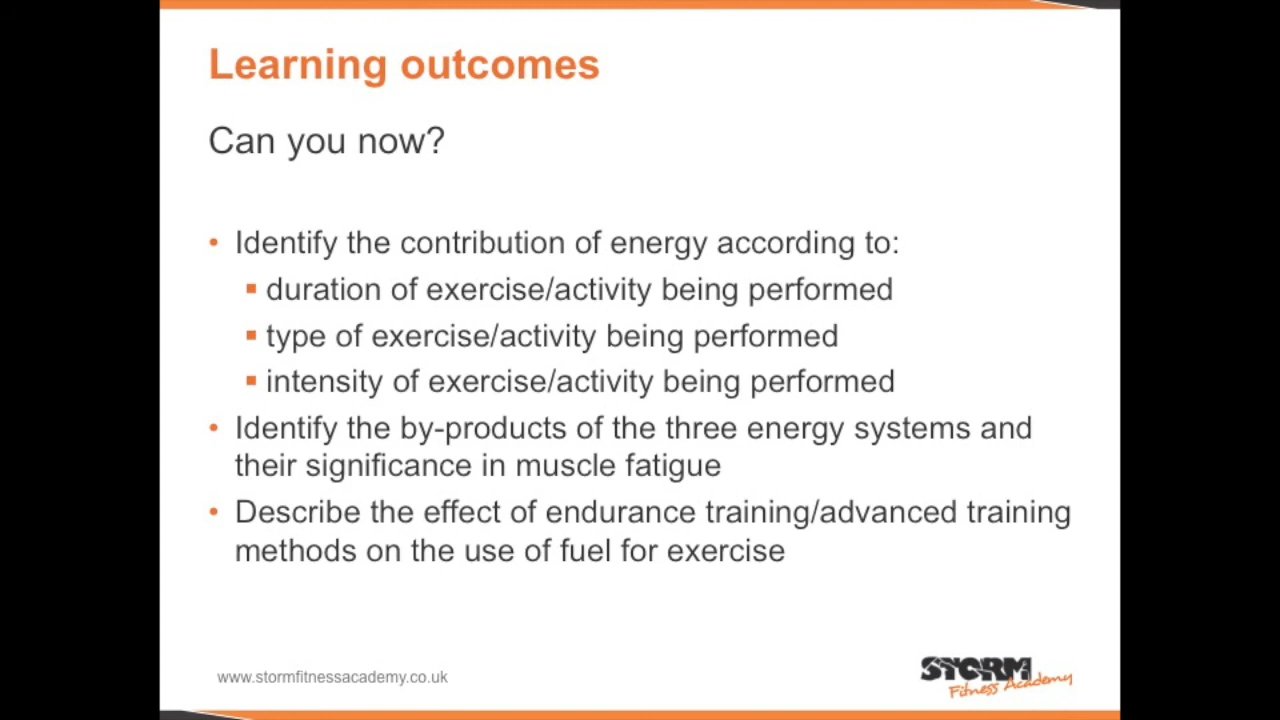 Learning outcomes
Can you now?
• Identify the contribution of energy according to:
▪ duration of exercise/activity being performed
▪ type of exercise/activity being performed
▪ intensity of exercise/activity being performed
• Identify the by-products of the three energy systems and
their significance in muscle fatigue
• Describe the effect of endurance training/advanced training
methods on the use of fuel for exercise
www.stormfitnessacademy.co.uk
STORM
Fitness Academy